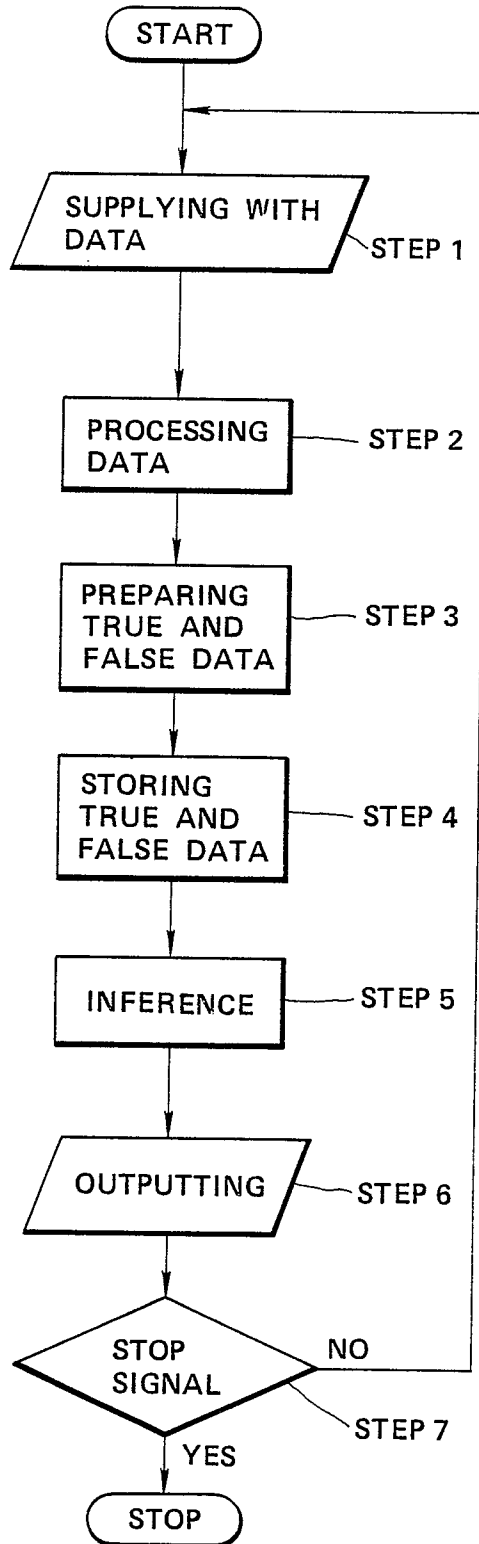 START
SUPPLYING WITH
DATA
STEP 1
PROCESSING
DATA
STEP 2
PREPARING
TRUE AND
FALSE DATA
STEP 3
STORING
TRUE AND
FALSE DATA
STEP 4
INFERENCE
STEP 5
OUTPUTTING
STEP 6
STOP
SIGNAL
NO
STEP 7
YES
STOP